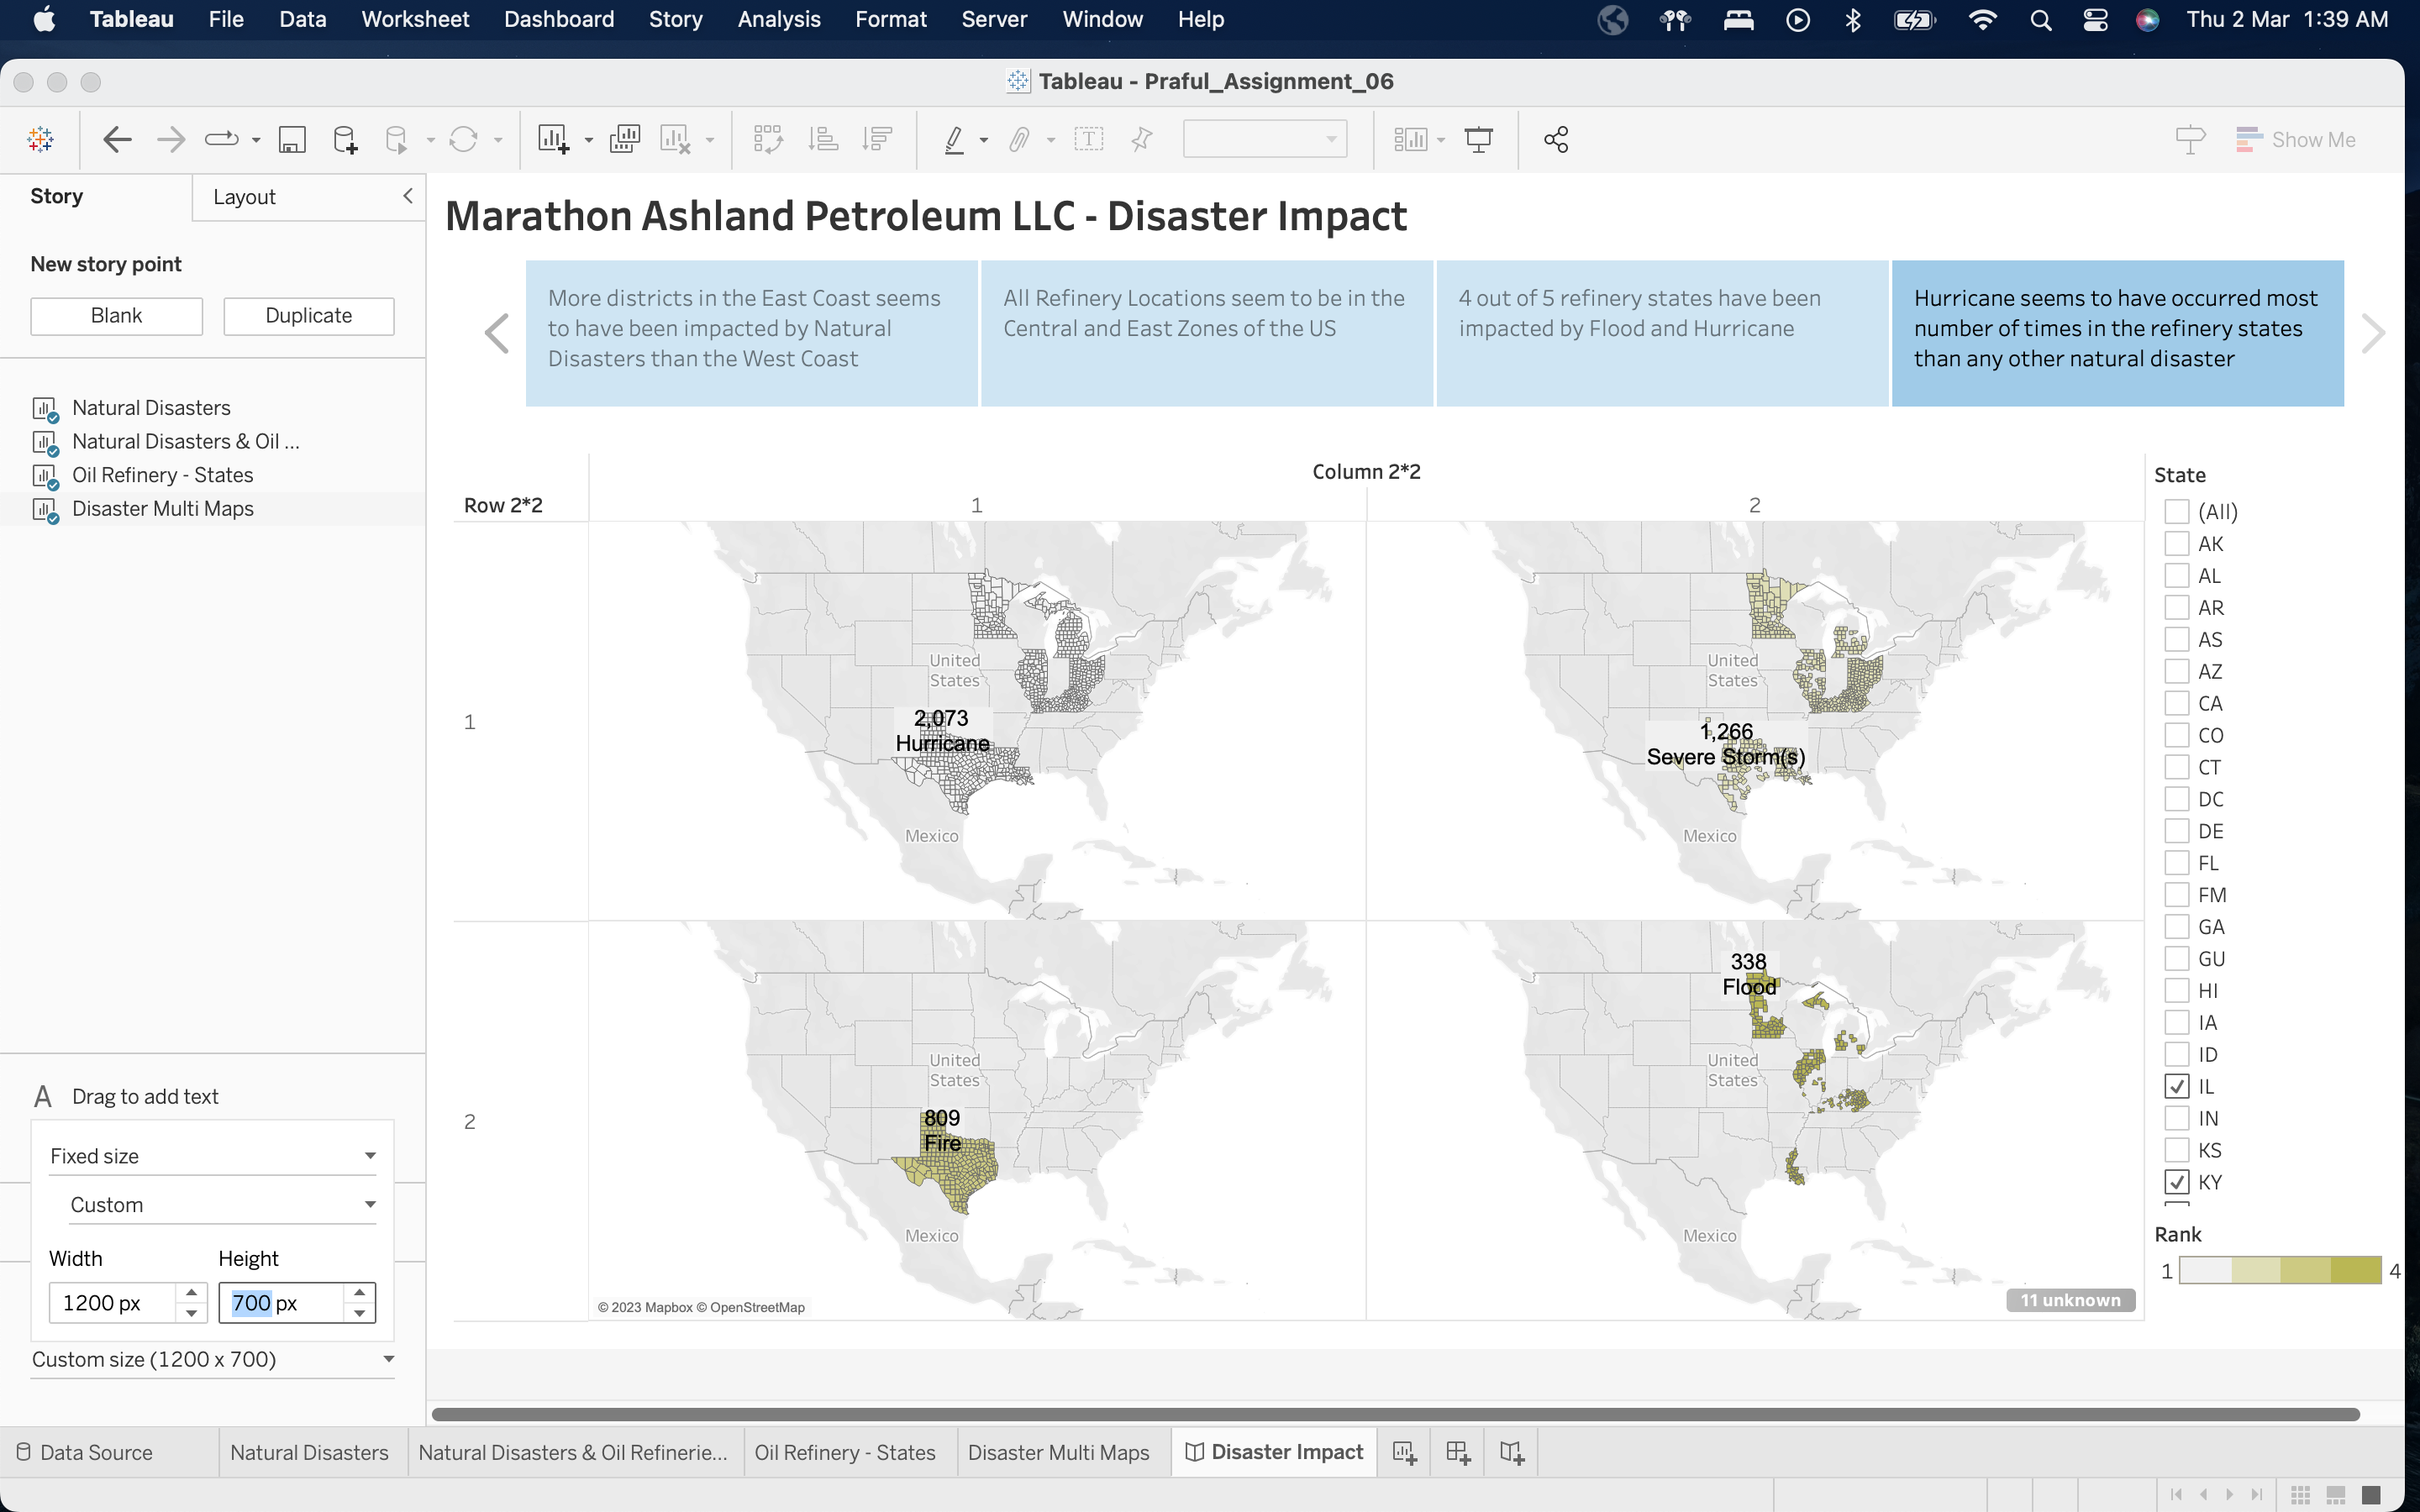 Tableau File Data Worksheet Dashboard Story Analysis Format Server Window Help Thu 2 Mar 1:39 AM
Tableau - Praful_Assignment_06
Show Me
Story Layout
New story point
Blank Duplicate
Natural Disasters
Natural Disasters & Oil ...
Oil Refinery - States
Disaster Multi Maps
A Drag to add text
Fixed size
Custom
Width Height
1200 px 700 px
Custom size (1200 x 700)
Marathon Ashland Petroleum LLC - Disaster Impact
More districts in the East Coast seems
to have been impacted by Natural
Disasters than the West Coast
All Refinery Locations seem to be in the
Central and East Zones of the US
4 out of 5 refinery states have been
impacted by Flood and Hurricane
Hurricane seems to have occurred most
number of times in the refinery states
than any other natural disaster
Column 2*2
Row 2*2 1 2
1
United
States
2,073
Hurricane
Mexico
United
States
1,266
Severe Storm(s)
Mexico
2
United
States
809
Fire
Mexico
© 2023 Mapbox © OpenStreetMap
338
Flood
United
States
Mexico
11 unknown
State
(All)
AK
AL
AR
AS
AZ
CA
CO
CT
DC
DE
FL
FM
GA
GU
HI
IA
ID
IL
IN
KS
KY
Rank
1 4
Data Source Natural Disasters Natural Disasters & Oil Refinerie... Oil Refinery - States Disaster Multi Maps Disaster Impact